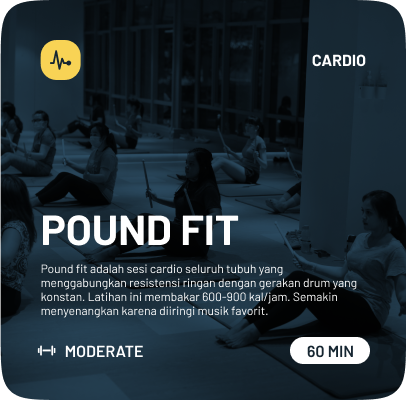 CARDIO
POUND FIT
Pound fit adalah sesi cardio seluruh tubuh yang
menggabungkan resistensi ringan dengan gerakan drum yang
konstan. Latihan ini membakar 600-900 kal/jam. Semakin
menyenangkan karena diiringi musik favorit.
MODERATE
60 MIN